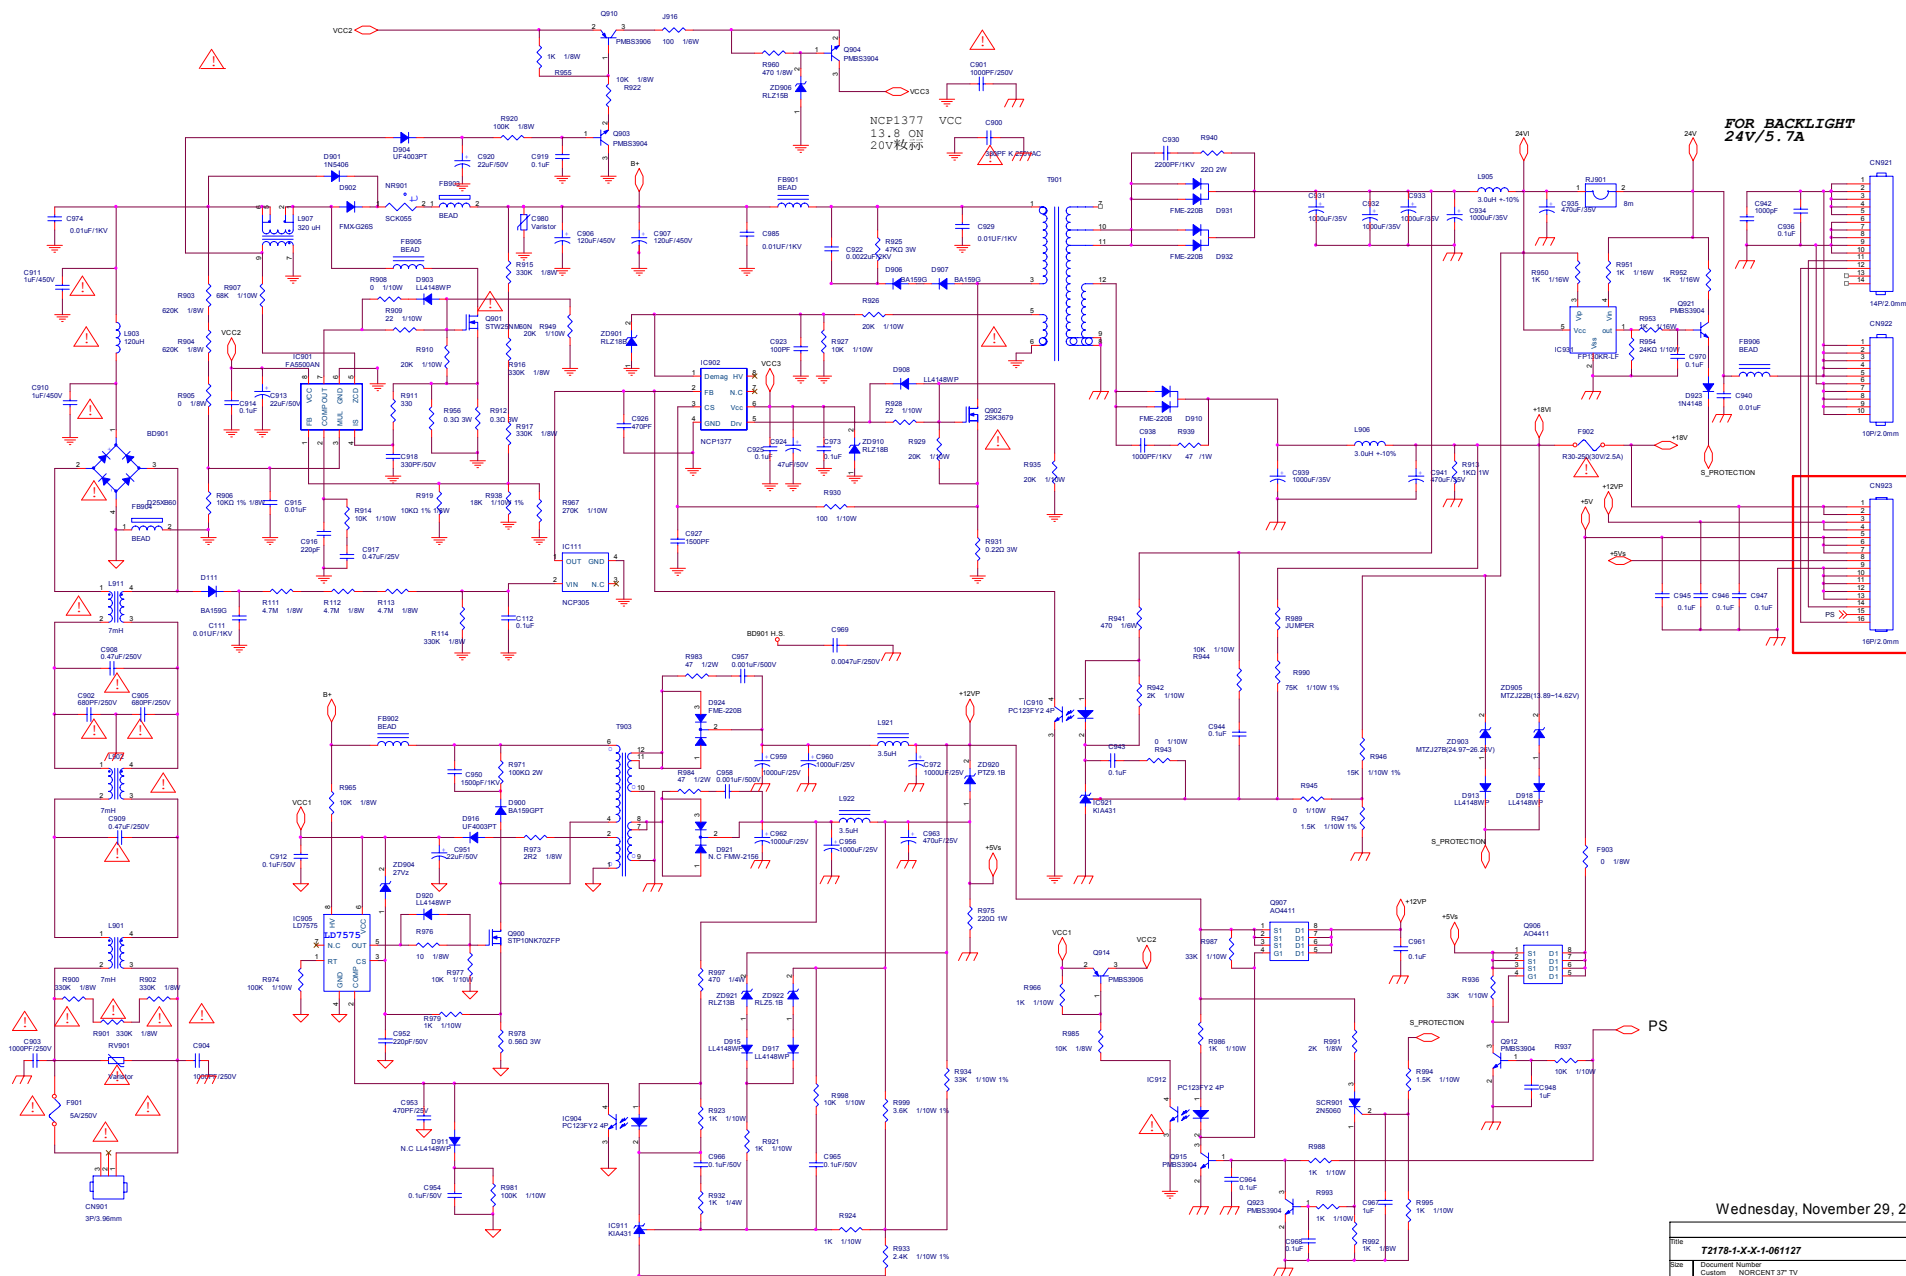 VCC2
Q910
PMBS3906
J916
100 1/6W
1K 1/8W
R955
10K 1/8W
R922
R960
470 1/8W
ZD906
RLZ15B
Q904
PMBS3904
VCC3
C901
1000PF/250V
C900
NCP1377 VCC
13.8 ON
FOR BACKLIGHT
24V/5.7A
R920
100K 1/8W
D904
UF4003PT
C920
22uF/50V
C919
0.1uF
Q903
PMBS3904
D901
1N5406
D902
FMX-G26S
NR901
SCK055
FB903
BEAD
B+
C974
0.01uF/1KV
L907
320 uH
C980
Varistor
C906
120uF/450V
C907
120uF/450V
FB901
BEAD
C985
0.01UF/1KV
C922
0.0022uF/2KV
R925
47KΩ 3W
C929
0.01UF/1KV
D906
BA159G
D907
BA159G
T901
C930
2200PF/1KV
R940
22Ω 2W
FME-220B D931
FME-220B D932
C931
1000uF/35V
C932
1000uF/35V
C933
1000uF/35V
C934
1000uF/35V
L905
3.0uH +-10%
24VI
C935
470uF/35V
RJ901
8m
24V
C942
1000pF
C936
0.1uF
CN921
14P/2.0mm
C911
1uF/450V
R903
620K 1/8W
R907
68K 1/10W
FB905
BEAD
R908
0 1/10W
D903
LL4148WP
R909
22 1/10W
Q901
STW25NM60N
R915
330K 1/8W
R949
20K 1/10W
ZD901
RLZ18B
R926
20K 1/10W
C923
100PF
R927
10K 1/10W
R950
1K 1/16W
R951
1K 1/16W
R952
1K 1/16W
Q921
PMBS3904
R953
1K 1/16W
R954
24KΩ 1/10W
IC931
FP130KR-LF
Vcc
Vip
Vin
out
Vss
C970
0.1uF
D923
1N4148
S_PROTECTION
FB906
BEAD
C940
0.01uF
CN922
10P/2.0mm
L903
120uH
C910
1uF/450V
R904
620K 1/8W
VCC2
R905
0 1/8W
C914
0.1uF
C913
22uF/50V
IC901
FA5500AN
VCC
OUT
GND
ZCD
FB
COMP
MUL
IS
R910
20K 1/10W
R911
330
R956
0.3Ω 3W
R912
0.3Ω 3W
R916
330K 1/8W
R917
330K 1/8W
C918
330PF/50V
IC902
NCP1377
Demag HV
FB N.C
CS Vcc
GND Drv
VCC3
C926
470PF
C925
0.1uF
C924
47uF/50V
C973
0.1uF
ZD910
RLZ18B
D908
LL4148WP
R928
22 1/10W
R929
20K 1/10W
Q902
2SK3679
R935
20K 1/10W
R930
100 1/10W
R931
0.22Ω 3W
C927
1500PF
FME-220B D910
C938
1000PF/1KV
R939
47 /1W
C939
1000uF/35V
L906
3.0uH +-10%
C941
470uF/35V
R913
1KΩ 1W
+18VI
F902
R30-250(30V/2.5A)
+18V
+12VP
+5V
+5Vs
CN923
16P/2.0mm
PS
C945
0.1uF
C946
0.1uF
C947
0.1uF
BD901
D25XB60
FB904
BEAD
R906
10KΩ 1% 1/8W
C915
0.01uF
C916
220pF
R914
10K 1/10W
C917
0.47uF/25V
R919
10KΩ 1% 1/8W
R938
18K 1/10W 1%
R967
270K 1/10W
IC111
OUT GND
VIN N.C
NCP305
L911
7mH
D111
BA159G
C111
0.01UF/1KV
R111
4.7M 1/8W
R112
4.7M 1/8W
R113
4.7M 1/8W
R114
330K 1/8W
C112
0.1uF
C908
0.47uF/250V
C902
680PF/250V
C905
680PF/250V
L902
7mH
C909
0.47uF/250V
L901
7mH
R900
330K 1/8W
R902
330K 1/8W
R901 330K 1/8W
C903
1000PF/250V
RV901
Varistor
C904
1000PF/250V
F901
5A/250V
CN901
3P/3.96mm
BD901 H.S.
C969
0.0047uF/250V
R983
47 1/2W
C957
0.001uF/500V
D924
FME-220B
B+
FB902
BEAD
T903
C950
1500pF/1KV
R971
100KΩ 2W
D900
BA159GPT
R965
10K 1/8W
VCC1
C912
0.1uF/50V
D916
UF4003PT
C951
22uF/50V
R973
2R2 1/8W
ZD904
27Vz
R984
47 1/2W
C958
0.001uF/500V
D921
N.C FMW-2156
C959
1000uF/25V
C960
1000uF/25V
L921
3.5uH
C972
1000UF/25V
+12VP
ZD920
PTZ9.1B
L922
3.5uH
C962
1000uF/25V
C956
1000uF/25V
C963
470uF/25V
+5Vs
R975
220Ω 1W
IC905
LD7575
HV
VCC
N.C
OUT
RT
CS
GND
COMP
D920
LL4148WP
R976
10 1/8W
R977
10K 1/10W
Q900
STP10NK70ZFP
R974
100K 1/10W
R979
1K 1/10W
R978
0.56Ω 3W
C952
220pF/50V
C953
470PF/25V
D911
N.C LL4148WP
C954
0.1uF/50V
R981
100K 1/10W
IC904
PC123FY2 4P
R997
470 1/4W
ZD921
RLZ13B
ZD922
RLZ5.1B
D915
LL4148WP
D917
LL4148WP
R923
1K 1/10W
R921
1K 1/10W
R998
10K 1/10W
R999
3.6K 1/10W 1%
R934
33K 1/10W 1%
C966
0.1uF/50V
C965
0.1uF/50V
R932
1K 1/4W
IC911
KIA431
R924
1K 1/10W
R933
2.4K 1/10W 1%
R941
470 1/6W
IC910
PC123FY2 4P
R942
2K 1/10W
10K 1/10W
R944
C944
0.1uF
C943
0.1uF
0 1/10W
R943
IC921
KIA431
R989
JUMPER
R990
75K 1/10W 1%
R946
15K 1/10W 1%
R945
0 1/10W
R947
1.5K 1/10W 1%
ZD905
MTZJ22B(13.89~14.62V)
ZD903
MTZJ27B(24.97~26.26V)
D913
LL4148WP
D918
LL4148WP
S_PROTECTION
F903
0 1/8W
Q907
AO4411
S1 D1
S1 D1
S1 D1
G1 D1
R987
33K 1/10W
+12VP
C961
0.1uF
+5Vs
Q906
AO4411
S1 D1
S1 D1
S1 D1
G1 D1
R936
33K 1/10W
VCC1
Q914
PMBS3906
VCC2
R966
1K 1/10W
R985
10K 1/8W
IC912
PC123FY2 4P
R986
1K 1/10W
R991
2K 1/8W
SCR901
2N5060
S_PROTECTION
R994
1.5K 1/10W
Q912
PMBS3904
R937
10K 1/10W
C948
1uF
PS
Q915
PMBS3904
C964
0.1uF
R988
1K 1/10W
Q923
PMBS3904
R993
1K 1/10W
C968
0.1uF
C967
1uF
R992
1K 1/8W
R995
1K 1/10W
Wednesday, November 29, 2
Title
T2178-1-X-X-1-061127
Size
Document Number
Custom NORCENT 37" TV